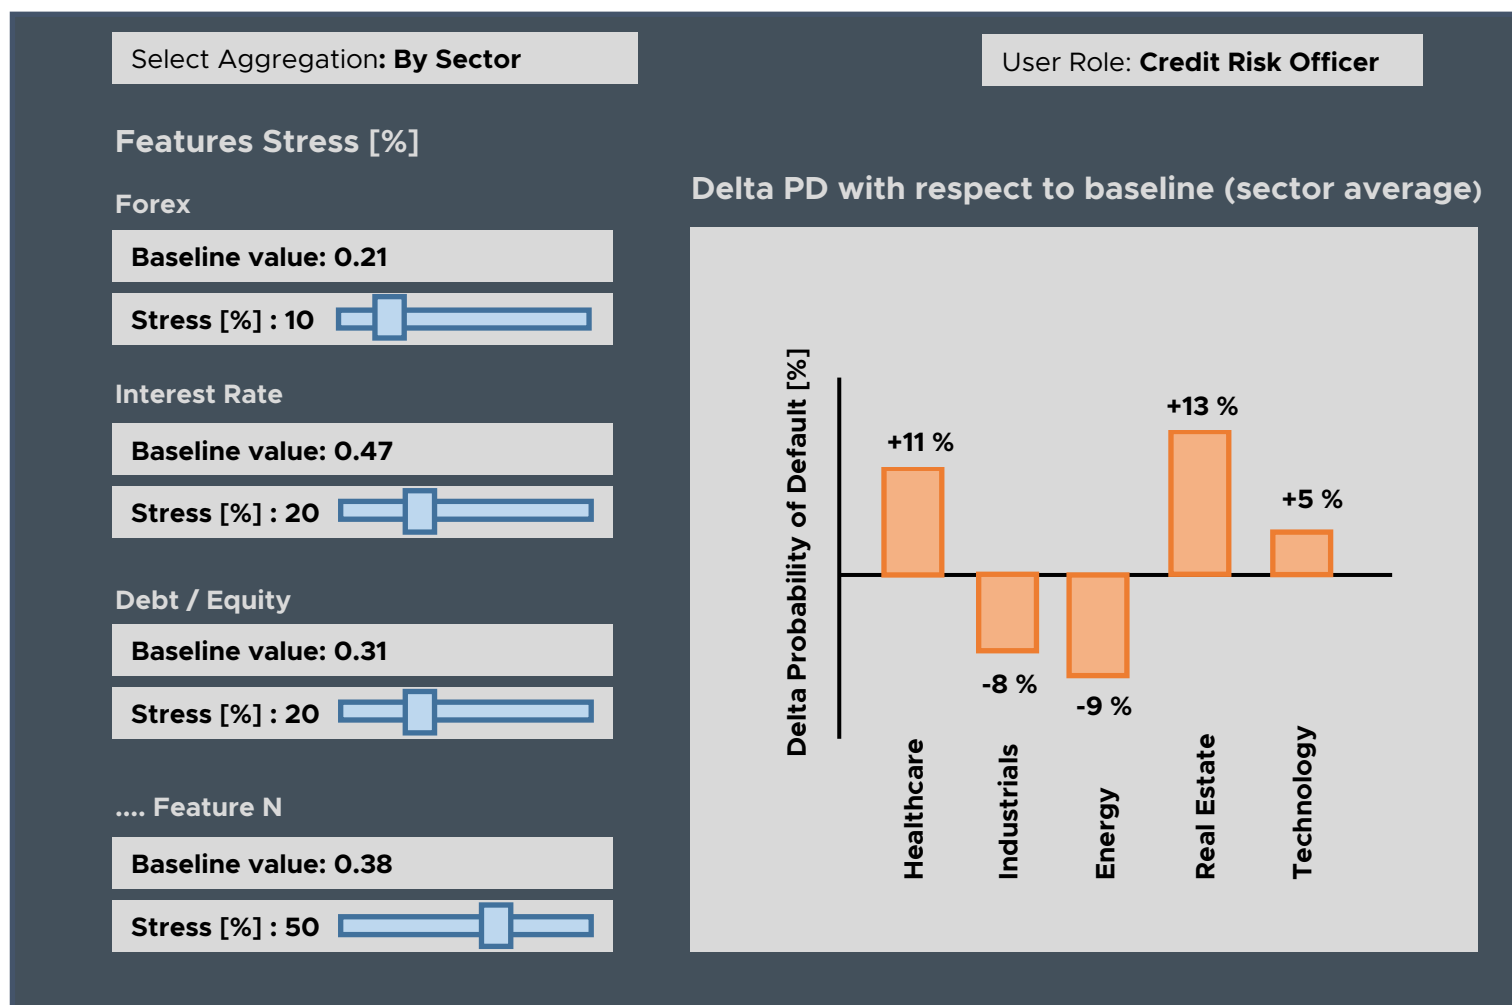 Select Aggregation: By Sector
User Role: Credit Risk Officer
Features Stress [%]
Forex
Baseline value: 0.21
Stress [%] : 10
Interest Rate
Baseline value: 0.47
Stress [%] : 20
Debt / Equity
Baseline value: 0.31
Stress [%] : 20
.... Feature N
Baseline value: 0.38
Stress [%] : 50
Delta PD with respect to baseline (sector average)
Delta Probability of Default [%]
+11 %
-8 %
-9 %
+13 %
+5 %
Healthcare
Industrials
Energy
Real Estate
Technology